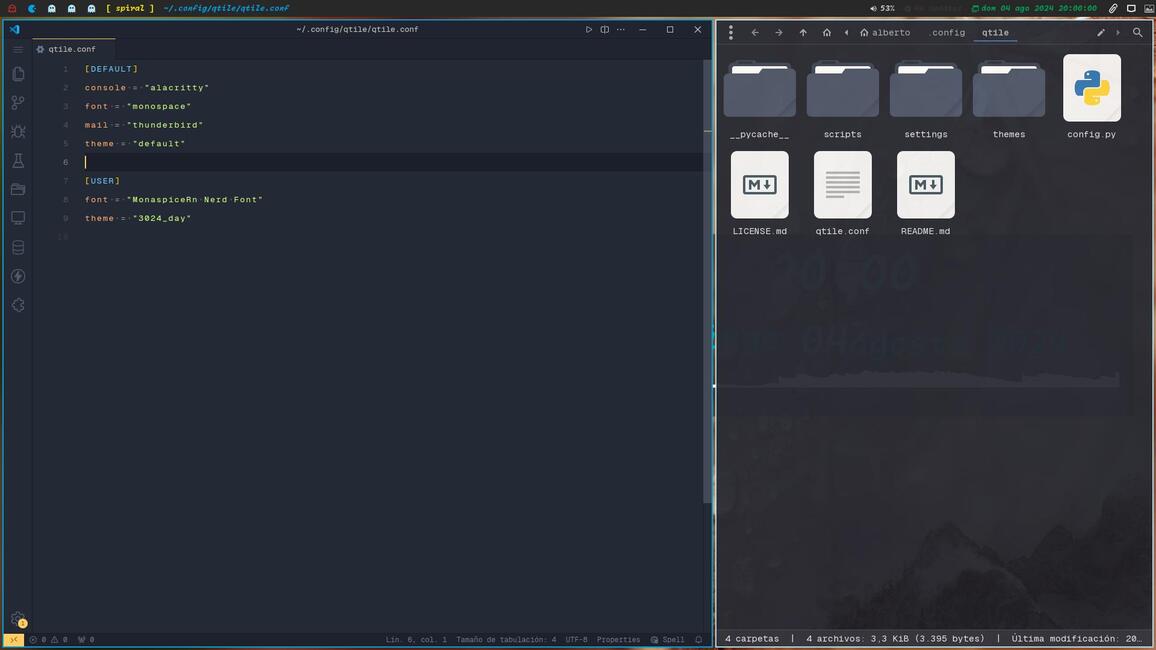 [ spiral ] ~/.config/qtile/qtile.conf
53%
dom 04 ago 2024 20:00:00
~/.config/qtile/qtile.conf
qtile.conf
1 [DEFAULT]
2 console = "alacritty"
3 font = "monospace"
4 mail = "thunderbird"
5 theme = "default"
6
7 [USER]
8 font = "MonaspiceRn Nerd Font"
9 theme = "3024_day"
10
1
0 0 0
Lín. 6, col. 1 Tamaño de tabulación: 4 UTF-8 Properties Spell
alberto .config qtile
__pycache__ scripts settings themes config.py
LICENSE.md qtile.conf README.md
20:00
4 carpetas | 4 archivos: 3,3 KiB (3.395 bytes) | Última modificación: 20…